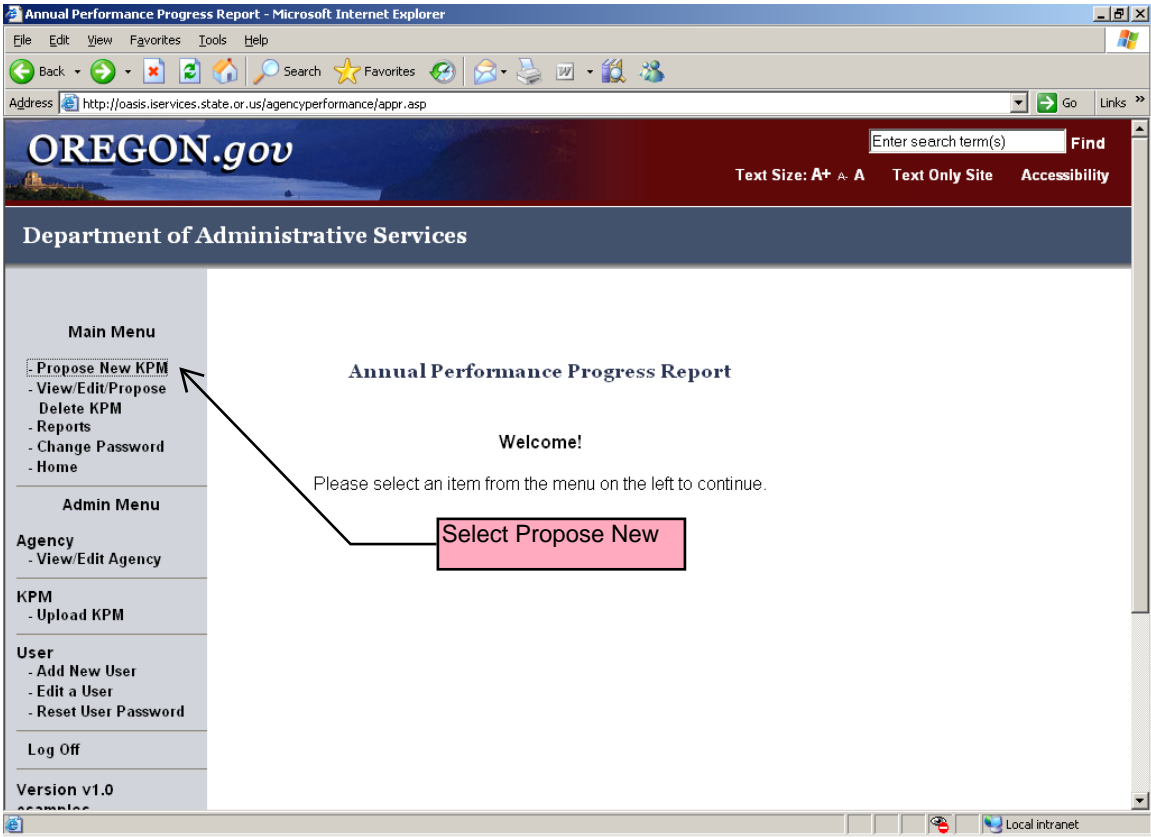 Annual Performance Progress Report - Microsoft Internet Explorer
File Edit View Favorites Tools Help
Back Search Favorites
Address http://oasis.iservices.state.or.us/agencyperformance/appr.asp Go Links »
OREGON.gov
Enter search term(s) Find
Text Size: A+ A- A Text Only Site Accessibility
Department of Administrative Services
Main Menu
- Propose New KPM
- View/Edit/Propose
Delete KPM
- Reports
- Change Password
- Home
Admin Menu
Agency
- View/Edit Agency
KPM
- Upload KPM
User
- Add New User
- Edit a User
- Reset User Password
Log Off
Version v1.0
Annual Performance Progress Report
Welcome!
Please select an item from the menu on the left to continue.
Select Propose New
Local intranet